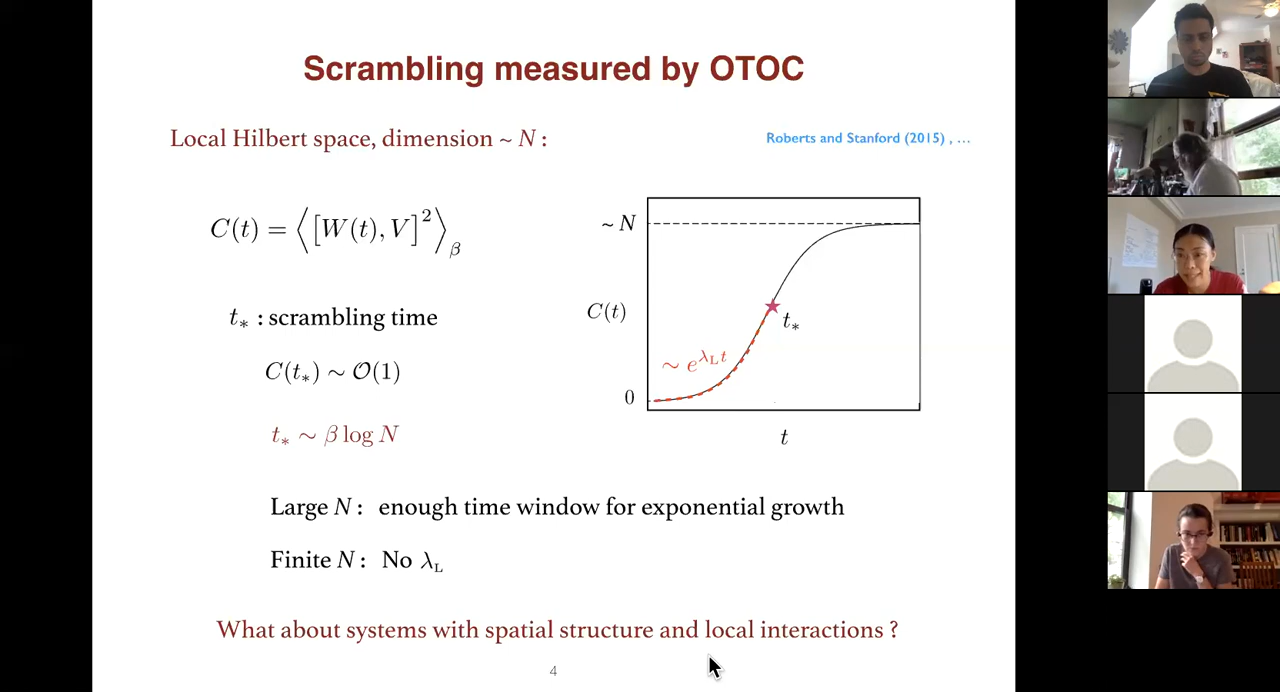 Scrambling measured by OTOC
Local Hilbert space, dimension ~ N :
Roberts and Stanford (2015) , …
C(t) = ⟨[W(t), V]²⟩β
t* : scrambling time
C(t*) ∼ 𝒪(1)
t* ∼ β log N
~ N
C(t)
0
∼ e^{λ_L t}
t*
t
Large N : enough time window for exponential growth
Finite N : No λ_L
What about systems with spatial structure and local interactions ?
4